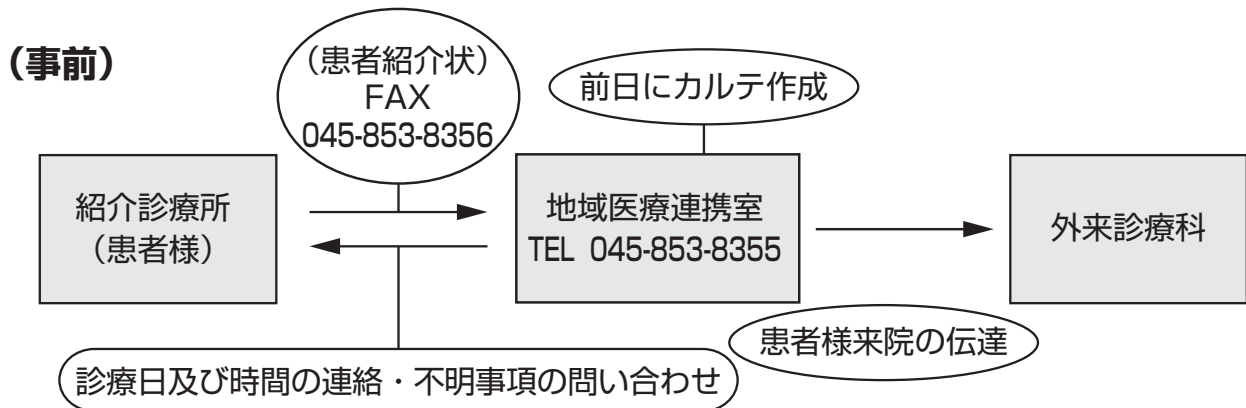 （事前）
（患者紹介状）
FAX
045-853-8356
前日にカルテ作成
紹介診療所
（患者様）
地域医療連携室
TEL 045-853-8355
外来診療科
患者様来院の伝達
診療日及び時間の連絡・不明事項の問い合わせ